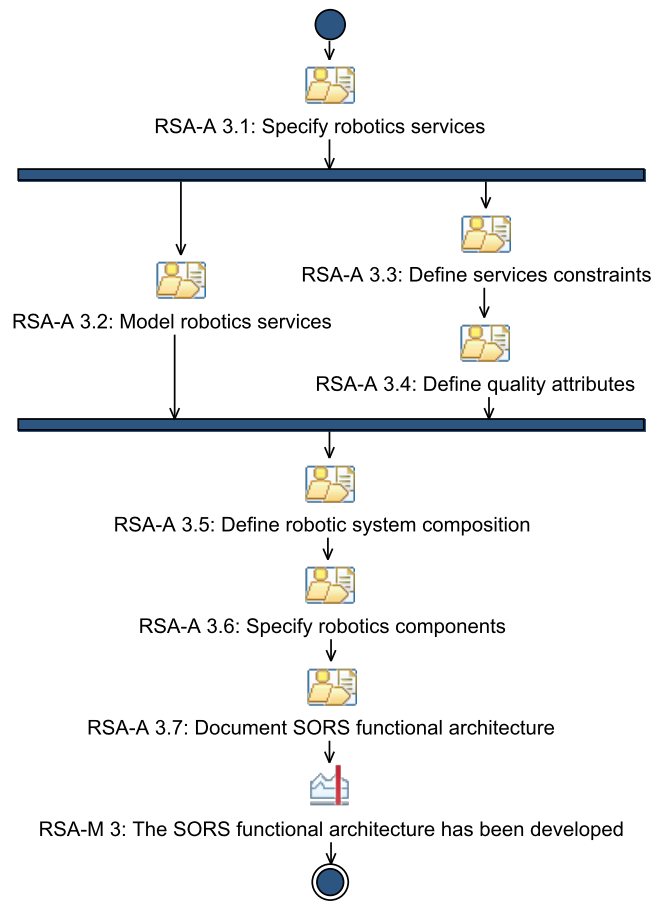 RSA-A 3.1: Specify robotics services
RSA-A 3.3: Define services constraints
RSA-A 3.2: Model robotics services
RSA-A 3.4: Define quality attributes
RSA-A 3.5: Define robotic system composition
RSA-A 3.6: Specify robotics components
RSA-A 3.7: Document SORS functional architecture
RSA-M 3: The SORS functional architecture has been developed